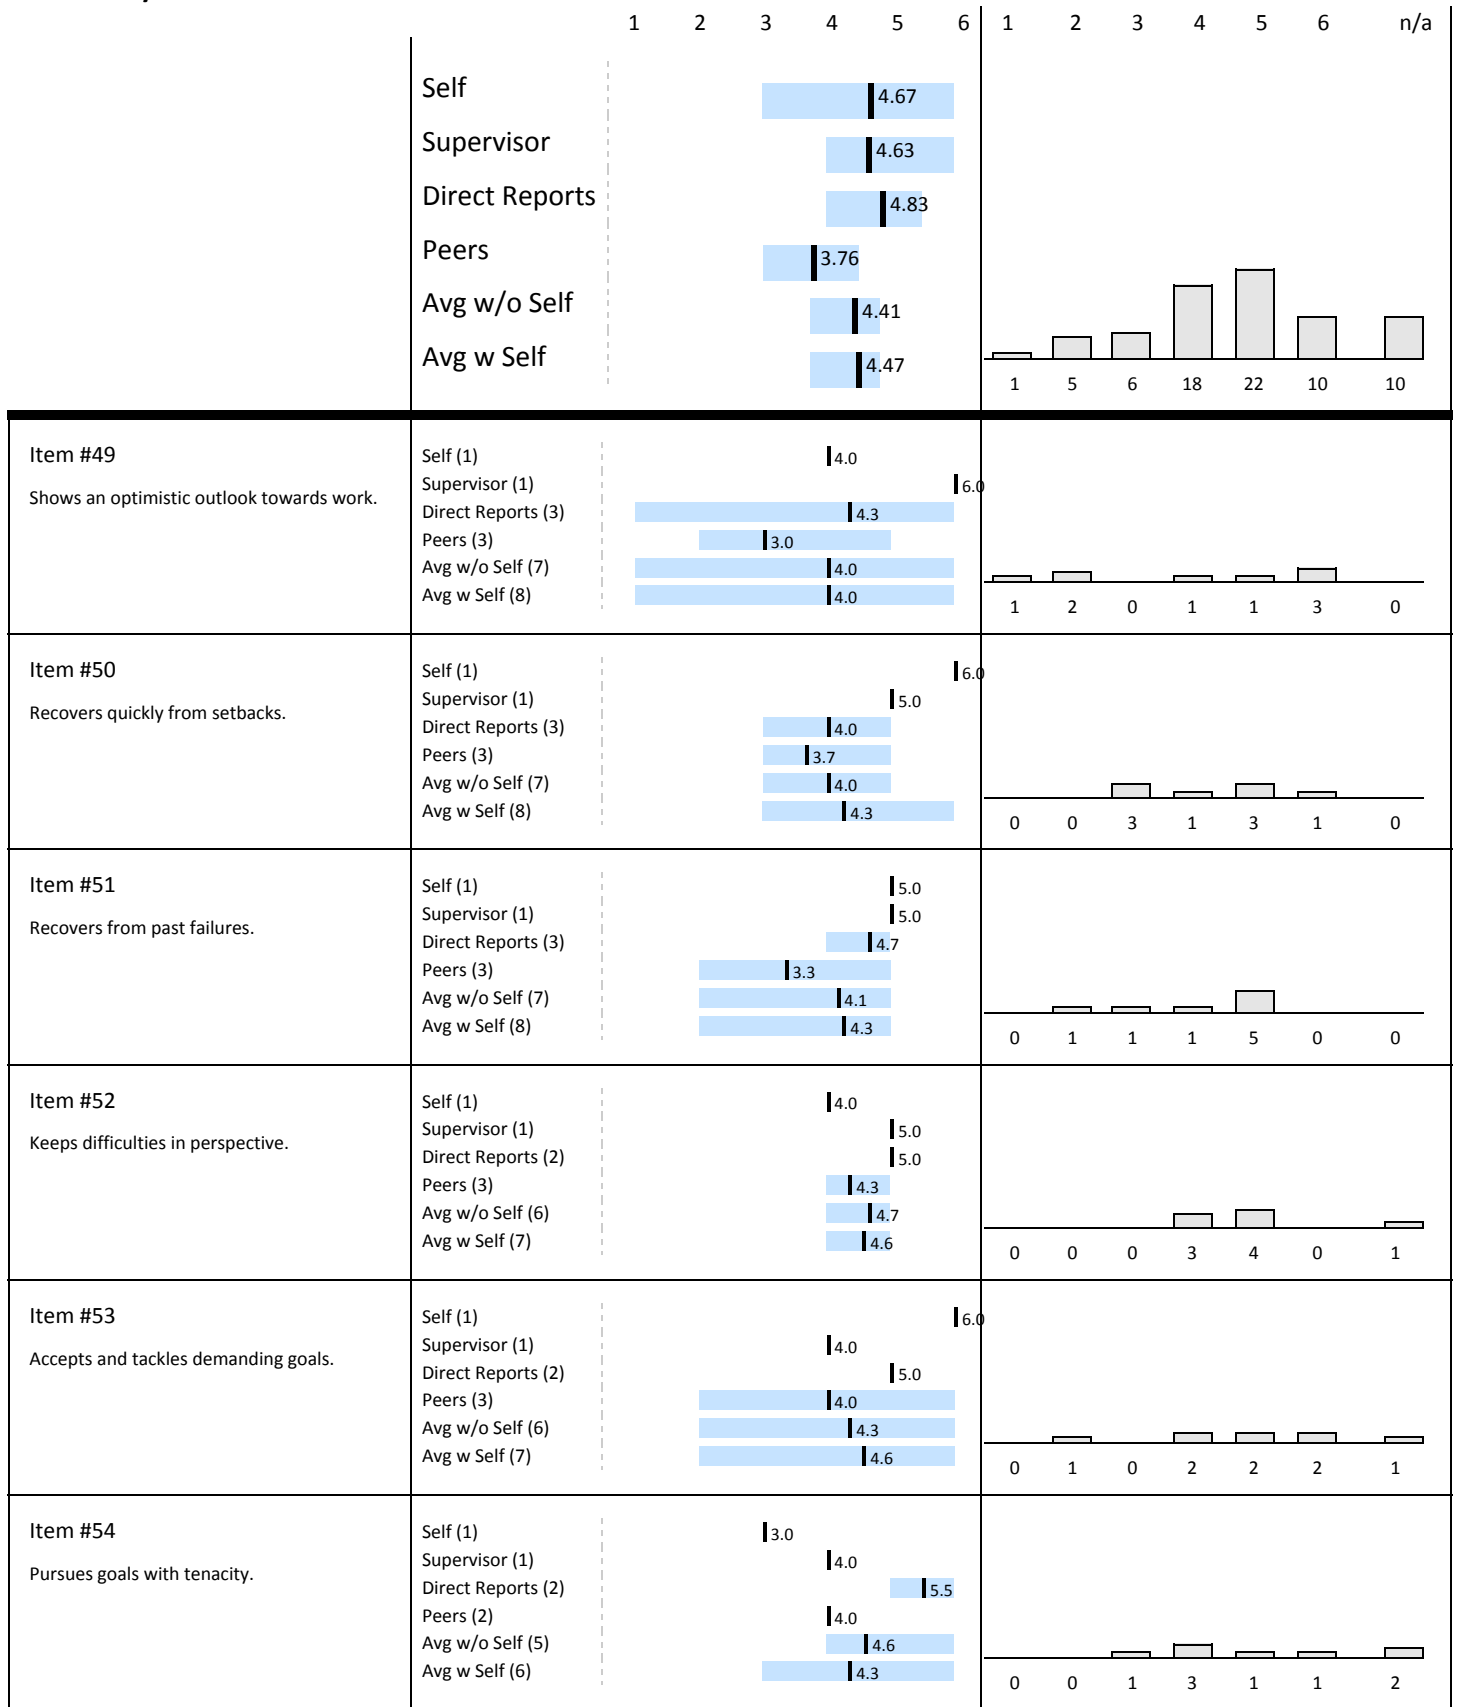 1 2 3 4 5 6 1 2 3 4 5 6 n/a
Self 4.67
Supervisor 4.63
Direct Reports 4.83
Peers 3.76
Avg w/o Self 4.41
Avg w Self 4.47
1 5 6 18 22 10 10
Item #49
Shows an optimistic outlook towards work.
Self (1) 4.0
Supervisor (1) 6.0
Direct Reports (3) 4.3
Peers (3) 3.0
Avg w/o Self (7) 4.0
Avg w Self (8) 4.0
1 2 0 1 1 3 0
Item #50
Recovers quickly from setbacks.
Self (1) 6.0
Supervisor (1) 5.0
Direct Reports (3) 4.0
Peers (3) 3.7
Avg w/o Self (7) 4.0
Avg w Self (8) 4.3
0 0 3 1 3 1 0
Item #51
Recovers from past failures.
Self (1) 5.0
Supervisor (1) 5.0
Direct Reports (3) 4.7
Peers (3) 3.3
Avg w/o Self (7) 4.1
Avg w Self (8) 4.3
0 1 1 1 5 0 0
Item #52
Keeps difficulties in perspective.
Self (1) 4.0
Supervisor (1) 5.0
Direct Reports (2) 5.0
Peers (3) 4.3
Avg w/o Self (6) 4.7
Avg w Self (7) 4.6
0 0 0 3 4 0 1
Item #53
Accepts and tackles demanding goals.
Self (1) 6.0
Supervisor (1) 4.0
Direct Reports (2) 5.0
Peers (3) 4.0
Avg w/o Self (6) 4.3
Avg w Self (7) 4.6
0 1 0 2 2 2 1
Item #54
Pursues goals with tenacity.
Self (1) 3.0
Supervisor (1) 4.0
Direct Reports (2) 5.5
Peers (2) 4.0
Avg w/o Self (5) 4.6
Avg w Self (6) 4.3
0 0 1 3 1 1 2